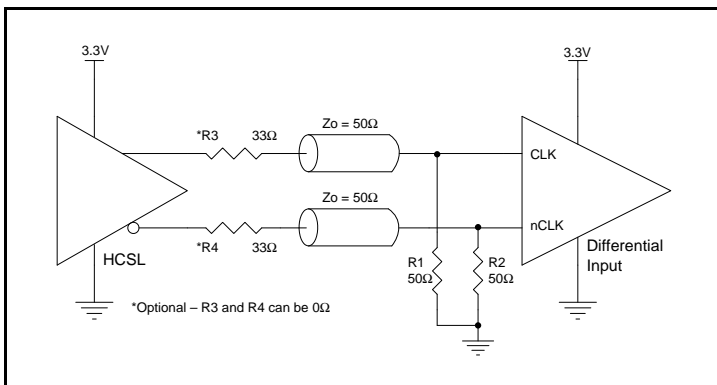 3.3V
3.3V
*R3 33Ω
Zo = 50Ω
CLK
Zo = 50Ω
nCLK
HCSL
*R4 33Ω
Differential
Input
R1
50Ω
R2
50Ω
*Optional – R3 and R4 can be 0Ω